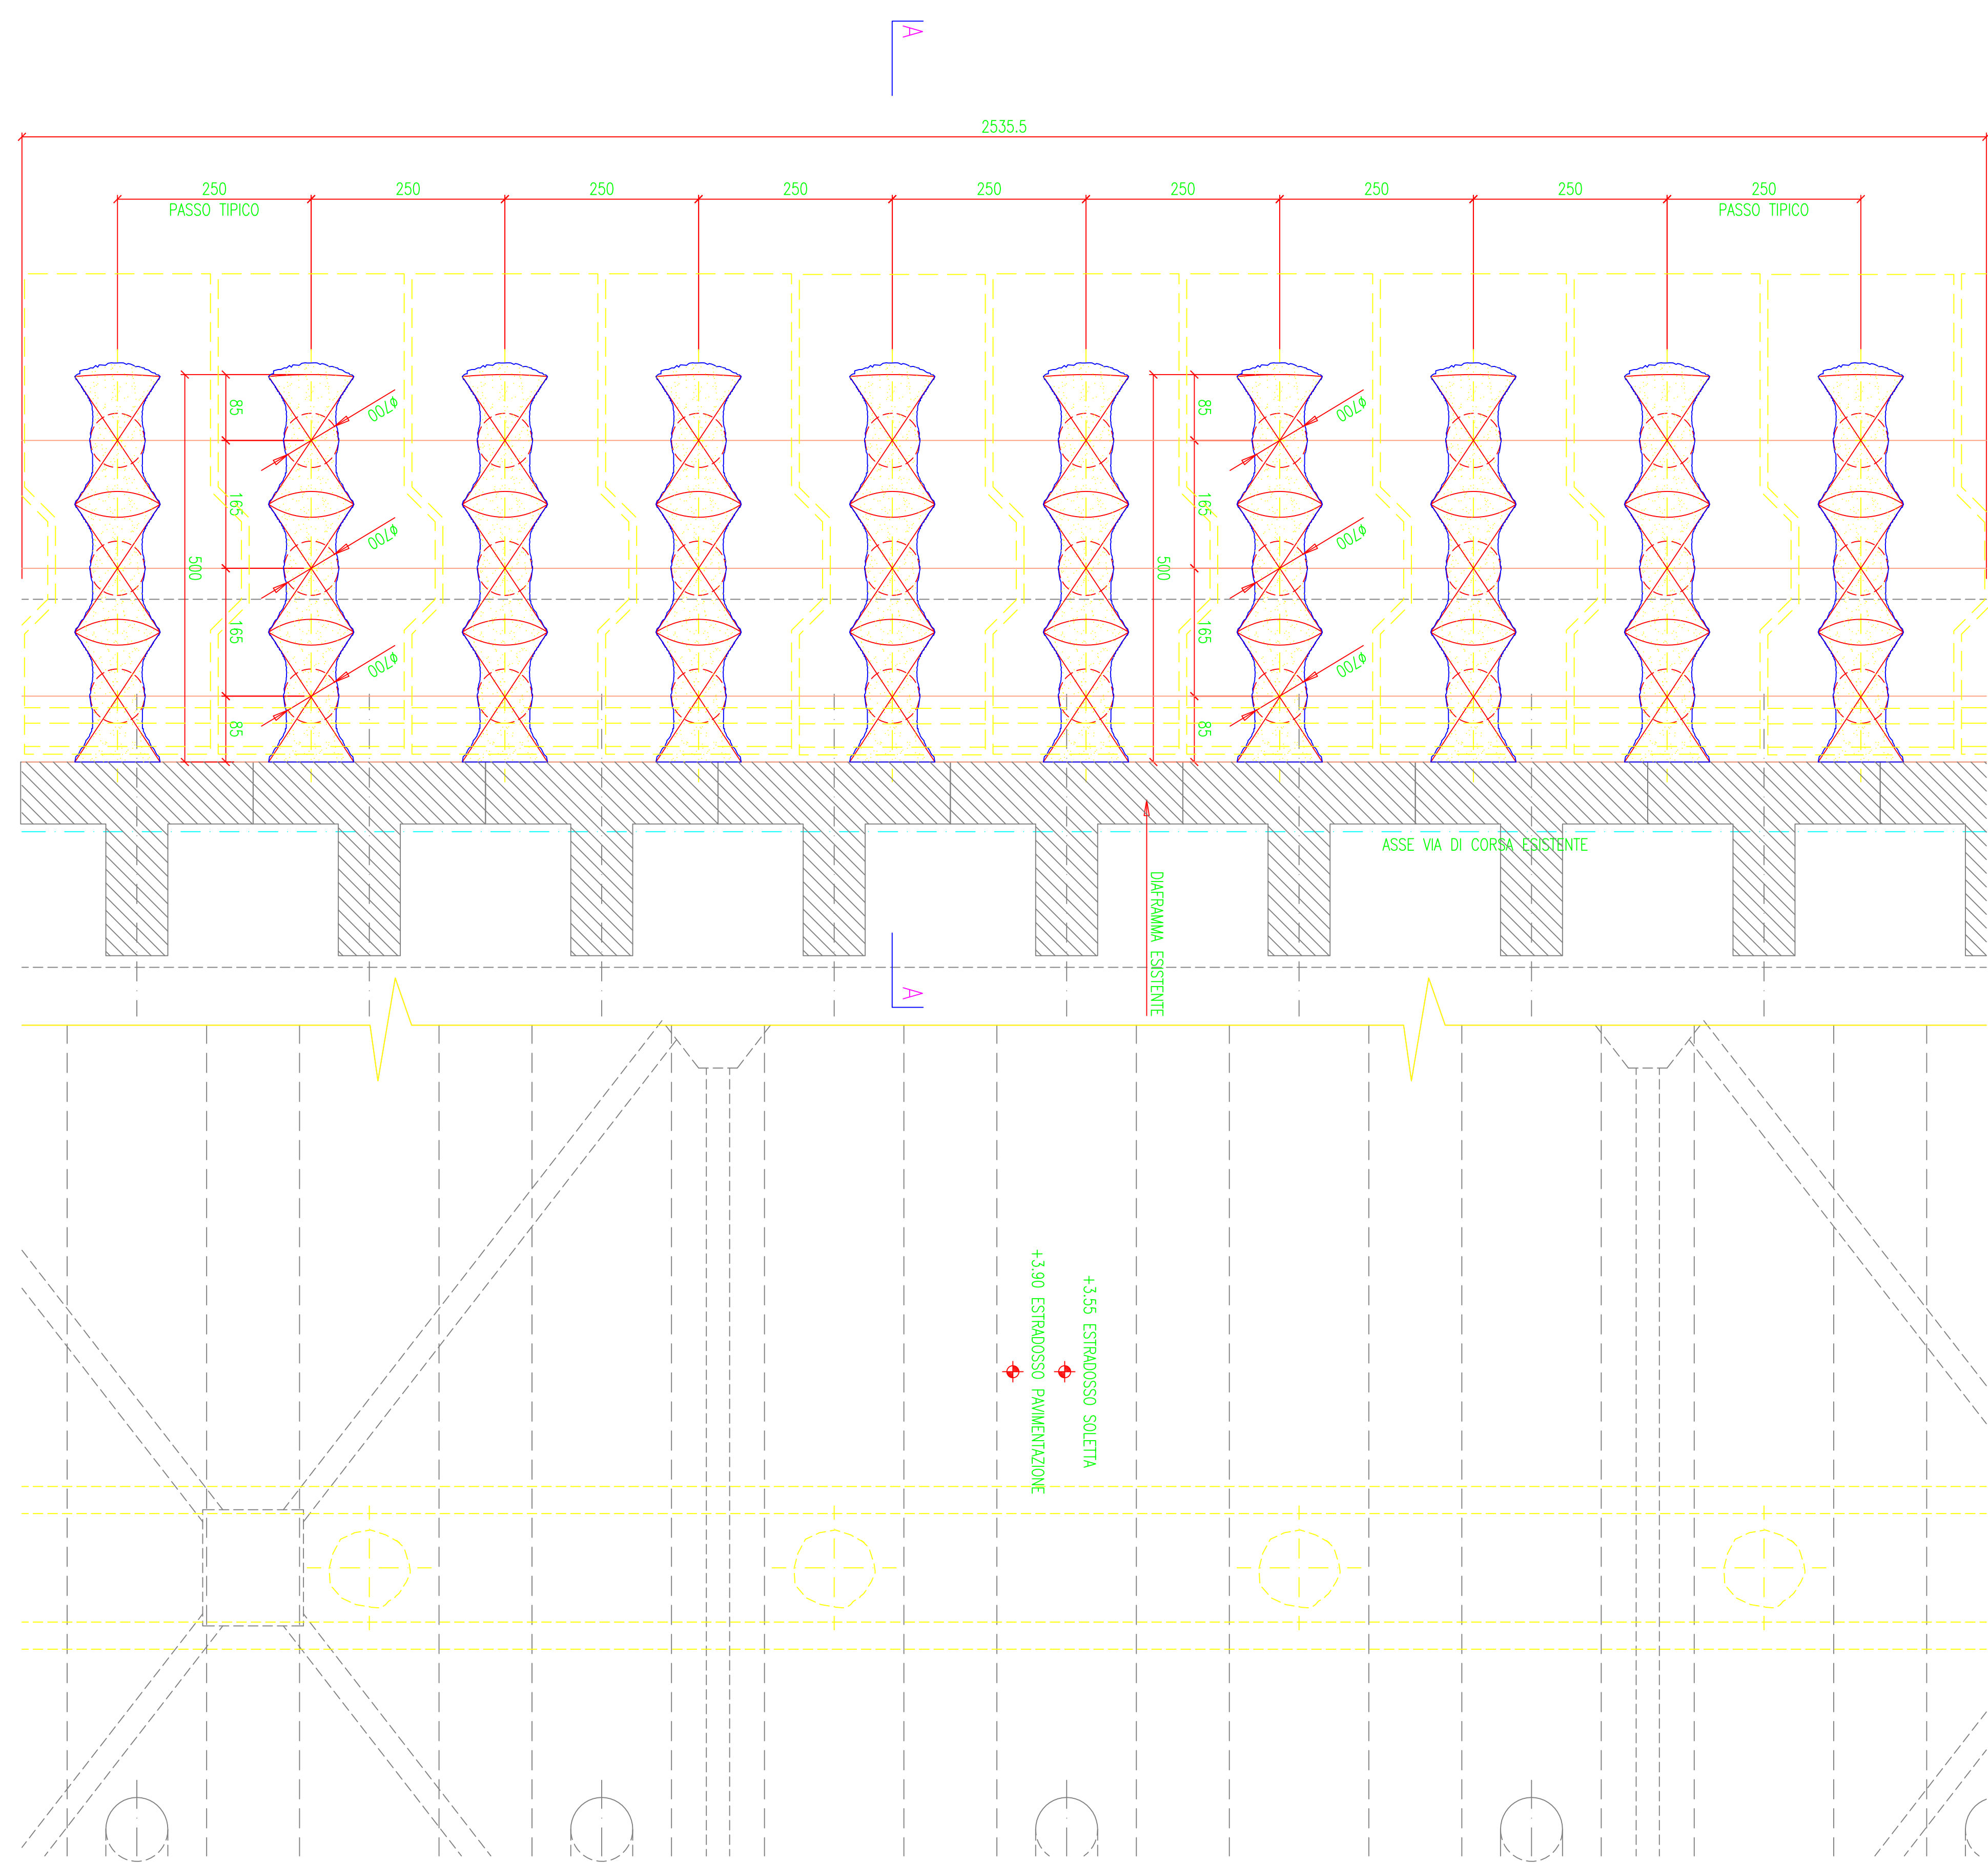 A
2535.5
250
250
250
250
250
250
250
250
250
PASSO TIPICO
PASSO TIPICO
85
ø700
85
ø700
165
165
ø700
ø700
500
500
165
165
ø700
ø700
85
85
ASSE VIA DI CORSA ESISTENTE
DIAFRAMMA ESISTENTE
A
+3.90 ESTRADOSSO PAVIMENTAZIONE
+3.55 ESTRADOSSO SOLETTA